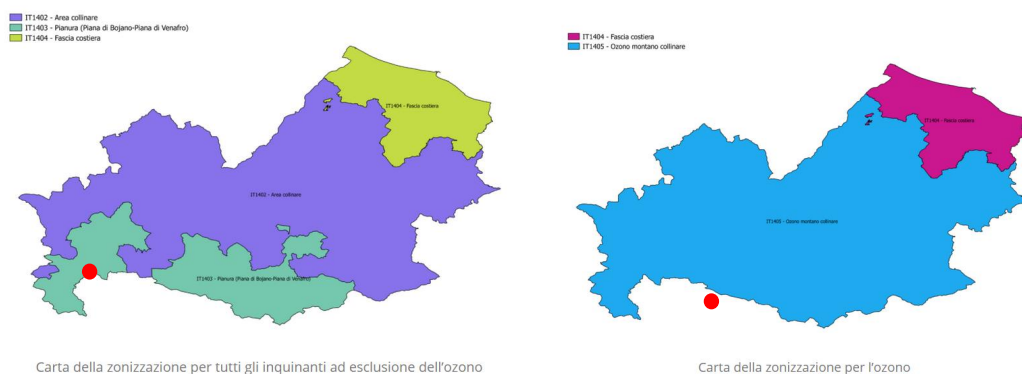 IT1402 - Area collinare
IT1403 - Pianura (Piana di Bojano-Piana di Venafro)
IT1404 - Fascia costiera
IT1404 - Fascia costiera
IT1402 - Area collinare
IT1403 - Pianura (Piana di Bojano-Piana di Venafro)
Carta della zonizzazione per tutti gli inquinanti ad esclusione dell'ozono
IT1404 - Fascia costiera
IT1405 - Ozono montano collinare
IT1404 - Fascia costiera
IT1405 - Ozono montano collinare
Carta della zonizzazione per l'ozono